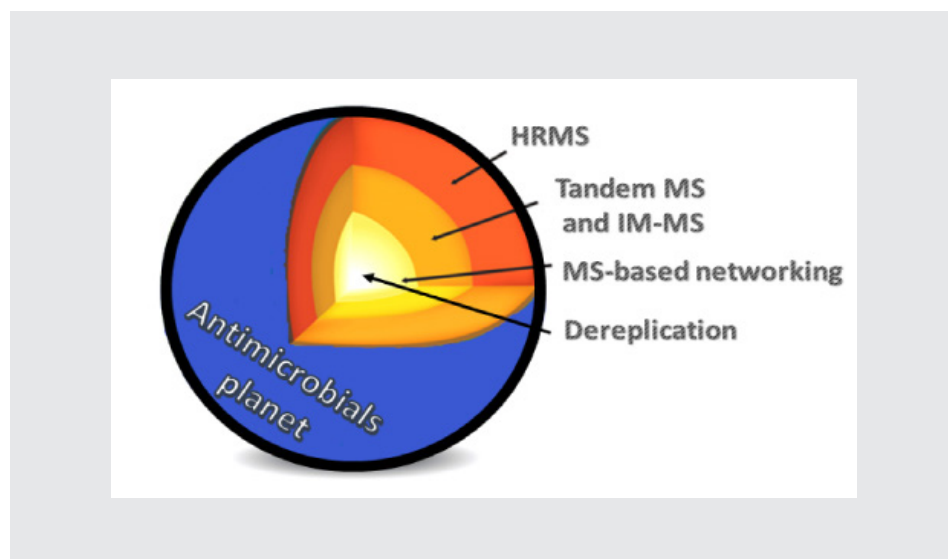 HRMS
Tandem MS
and IM-MS
MS-based networking
Dereplication
Antimicrobials
planet